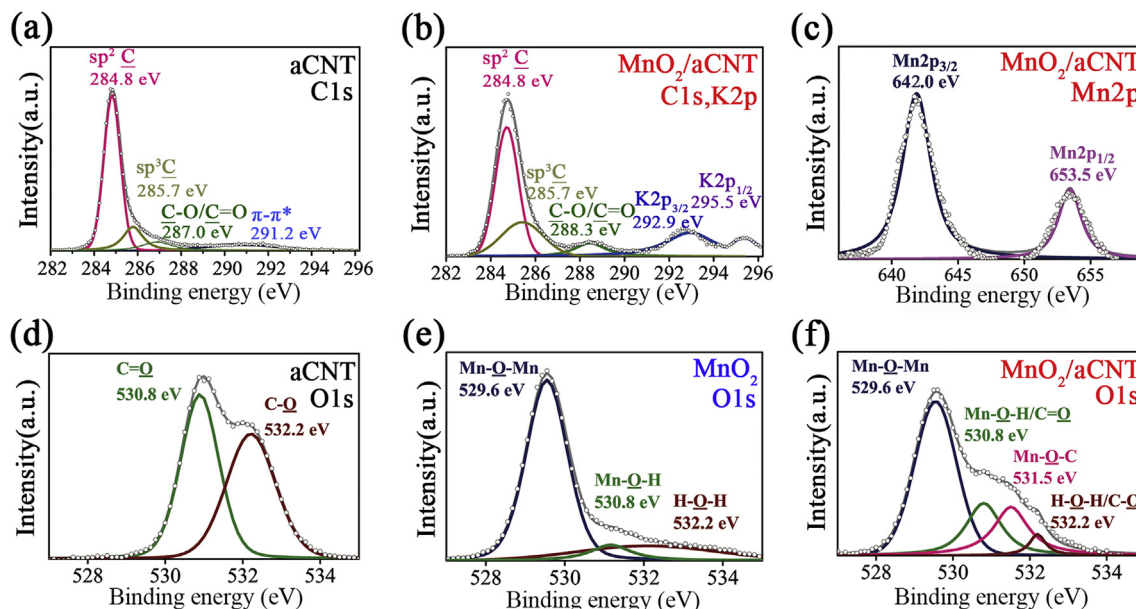 (a)
sp² C
284.8 eV
aCNT
C1s
sp³C
285.7 eV
C-O/C=O
287.0 eV
π-π*
291.2 eV
Intensity(a.u.)
282 284 286 288 290 292 294 296
Binding energy (eV)
(b)
sp² C
284.8 eV
MnO₂/aCNT
C1s,K2p
sp³C
285.7 eV
C-O/C=O
288.3 eV
K2p₃/₂
292.9 eV
K2p₁/₂
295.5 eV
Intensity(a.u.)
282 284 286 288 290 292 294 296
Binding energy (eV)
(c)
Mn2p₃/₂
642.0 eV
MnO₂/aCNT
Mn2p
Mn2p₁/₂
653.5 eV
Intensity(a.u.)
640 645 650 655
Binding energy (eV)
(d)
C=O
530.8 eV
aCNT
O1s
C-O
532.2 eV
Intensity(a.u.)
528 530 532 534
Binding energy (eV)
(e)
Mn-O-Mn
529.6 eV
MnO₂
O1s
Mn-O-H
530.8 eV
H-O-H
532.2 eV
Intensity(a.u.)
528 530 532 534
Binding energy (eV)
(f)
Mn-O-Mn
529.6 eV
MnO₂/aCNT
O1s
Mn-O-H/C=O
530.8 eV
Mn-O-C
531.5 eV
H-O-H/C-O
532.2 eV
Intensity(a.u.)
528 530 532 534
Binding energy (eV)